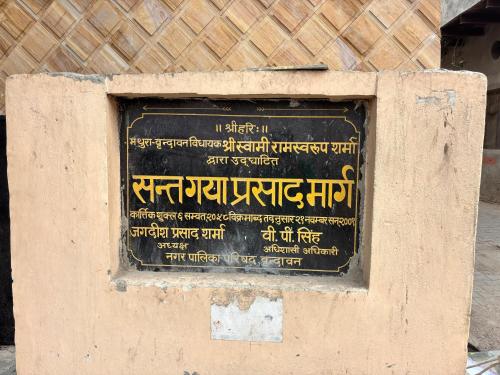 ॥ श्रीहरिः॥
मथुरा-वृन्दावन विधायक श्री स्वामी रामस्वरूप शर्मा
द्वारा उद्घाटित
सन्त गया प्रसाद मार्ग
कार्त्तिक शुक्ल ६ सम्वत् २०५८ विक्रमाब्द तदनुसार २१ नवम्बर सन् २००१
जगदीश प्रसाद शर्मा वी. पी. सिंह
अध्यक्ष अधिशासी अधिकारी
नगर पालिका परिषद, वृन्दावन